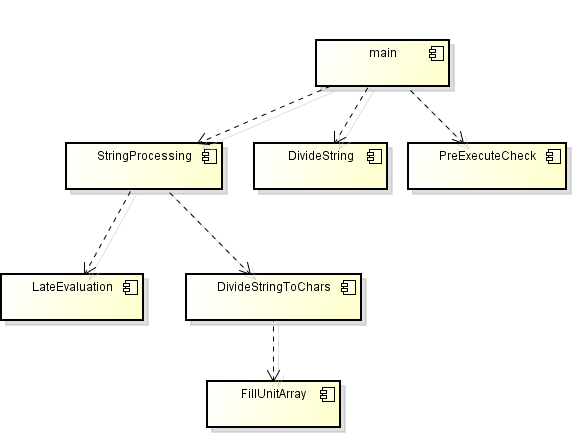 main
StringProcessing
DivideString
PreExecuteCheck
LateEvaluation
DivideStringToChars
FillUnitArray